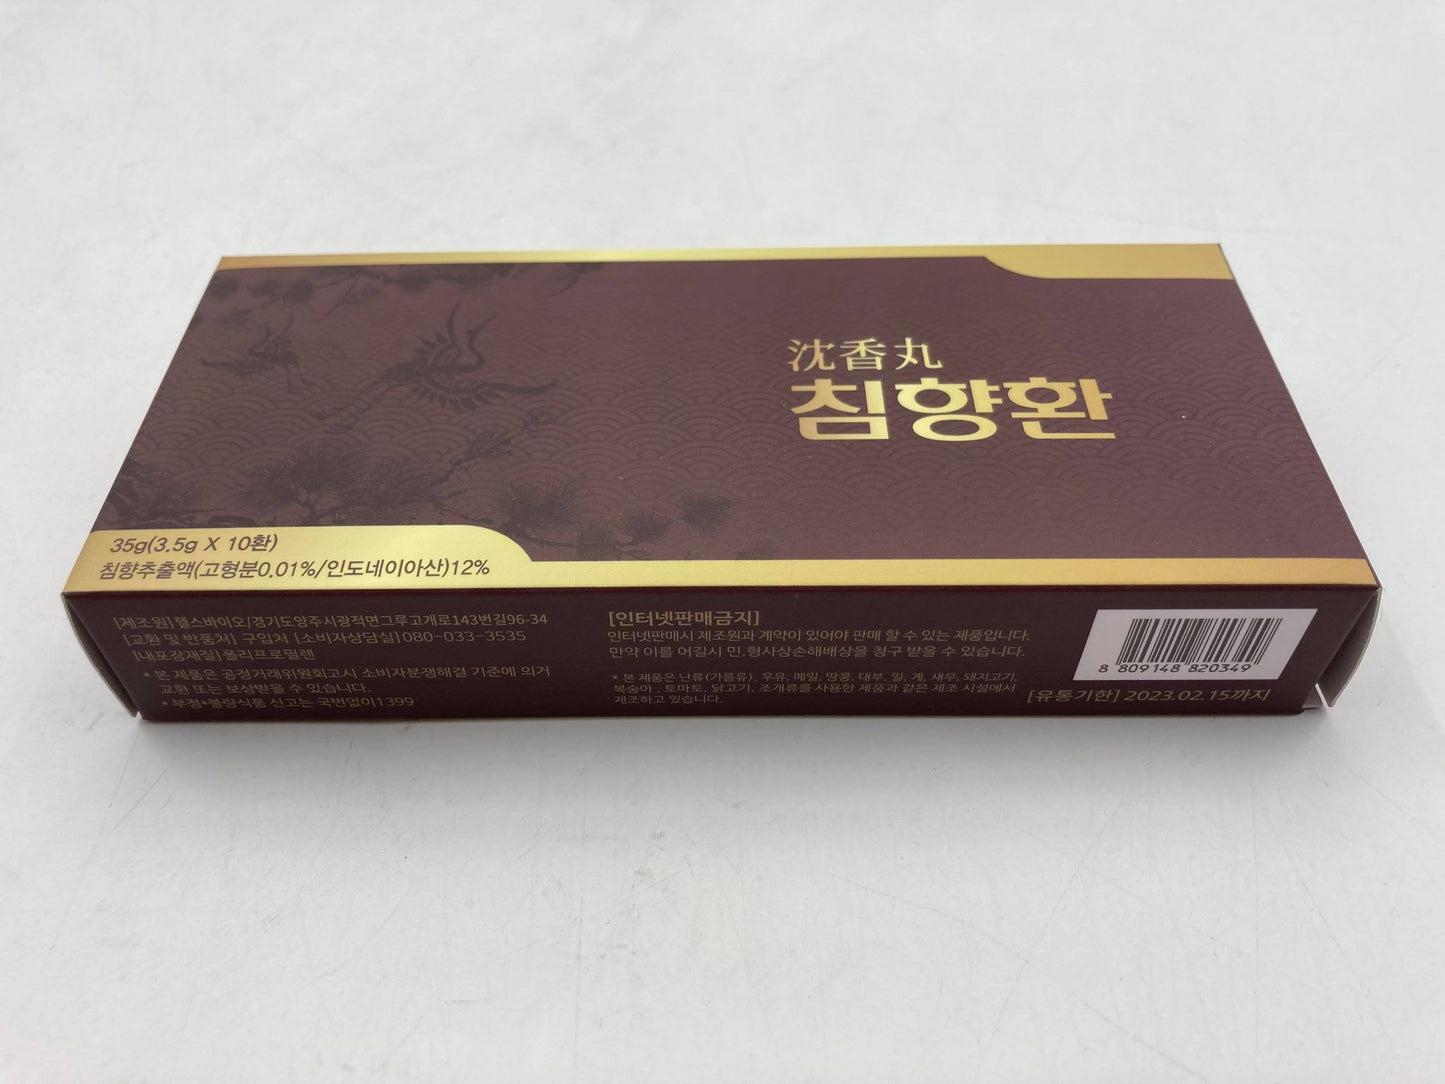 沈香丸
침향환
35g(3.5g X 10환)
침향추출액(고형분0.01%/인도네이아산)12%
[제조원]헬스바이오/경기도양주시광적면그루고개로143번길96-34
[교환 및 반품처] 구입처 [소비자상담실]080-033-3535
[내포장재질]폴리프로필렌
* 본 제품은 공정거래위원회고시 소비자분쟁해결 기준에 의거
교환 또는 보상받을 수 있습니다.
* 부정•불량식품 신고는 국번없이1399
[인터넷판매금지]
인터넷판매시 제조원과 계약이 있어야 판매 할 수 있는 제품입니다.
만약 이를 어길시 민,형사상손해배상을 청구 받을 수 있습니다.
* 본 제품은 난류(가름류), 우유, 메밀, 땅콩, 대부, 밀, 게, 새우, 돼지고기,
복숭아 , 토마토, 닭고기, 조개류를 사용한 제품과 같은 제조 시설에서
제조하고 있습니다.
8 809148 820349
[유통기한] 2023.02.15까지